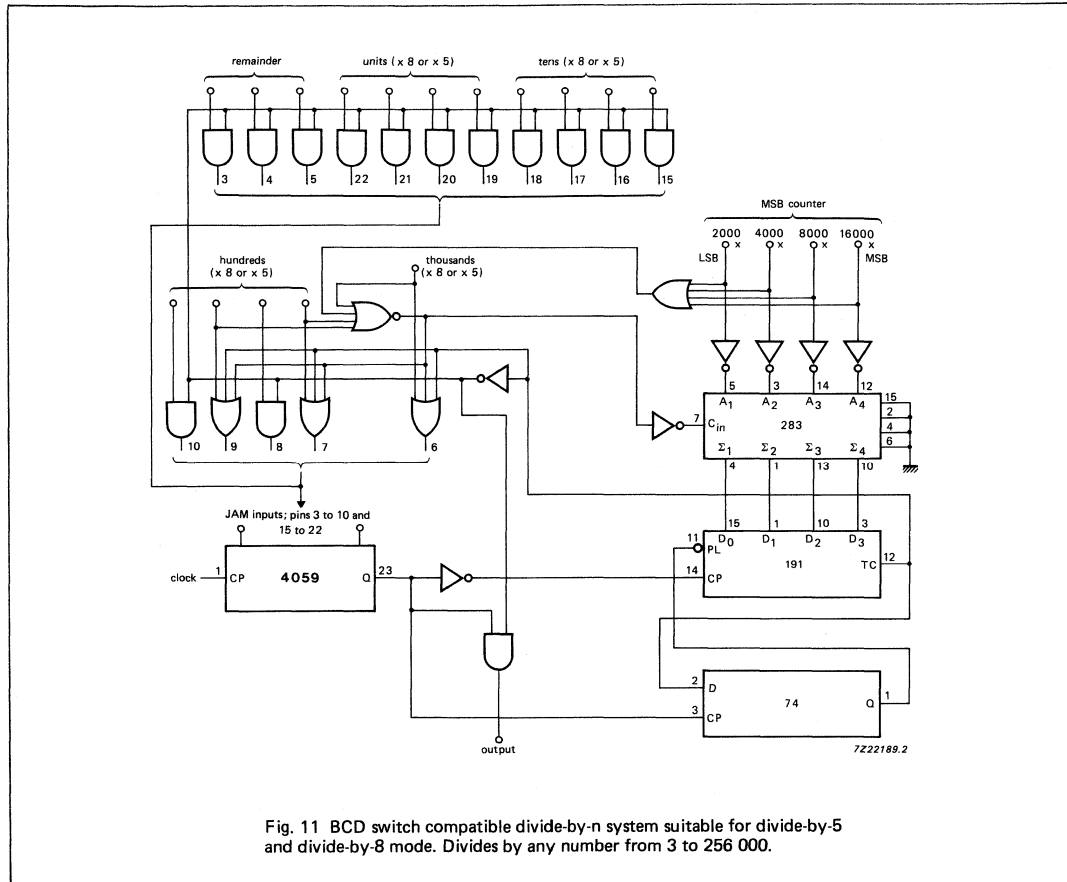 remainder units (x 8 or x 5) tens (x 8 or x 5)
3 4 5 22 21 20 19 18 17 16 15
MSB counter
2000 4000 8000 16000
x x x x
LSB MSB
hundreds
(x 8 or x 5)
thousands
(x 8 or x 5)
5 3 14 12
A1 A2 A3 A4
15
2
4
6
7 Cin
283
Σ1 Σ2 Σ3 Σ4
4 1 13 10
10 9 8 7 6
JAM inputs; pins 3 to 10 and
15 to 22
15 1 10 3
D0 D1 D2 D3
11 PL
191
TC 12
14 CP
clock 1 CP 4059 Q 23
2 D
74
Q 1
3 CP
output
7Z22189.2
Fig. 11 BCD switch compatible divide-by-n system suitable for divide-by-5
and divide-by-8 mode. Divides by any number from 3 to 256 000.